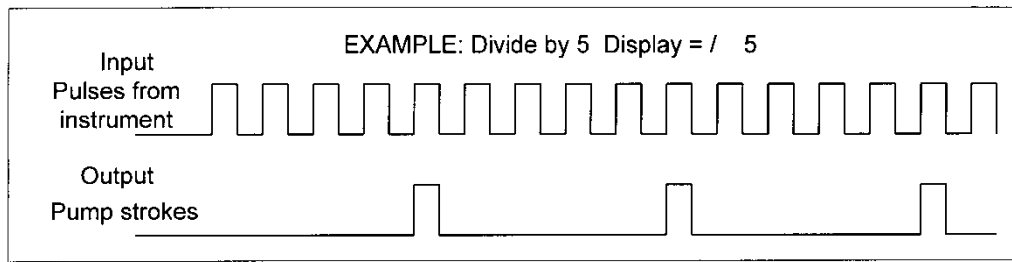 EXAMPLE: Divide by 5 Display = / 5
Input
Pulses from
instrument
Output
Pump strokes